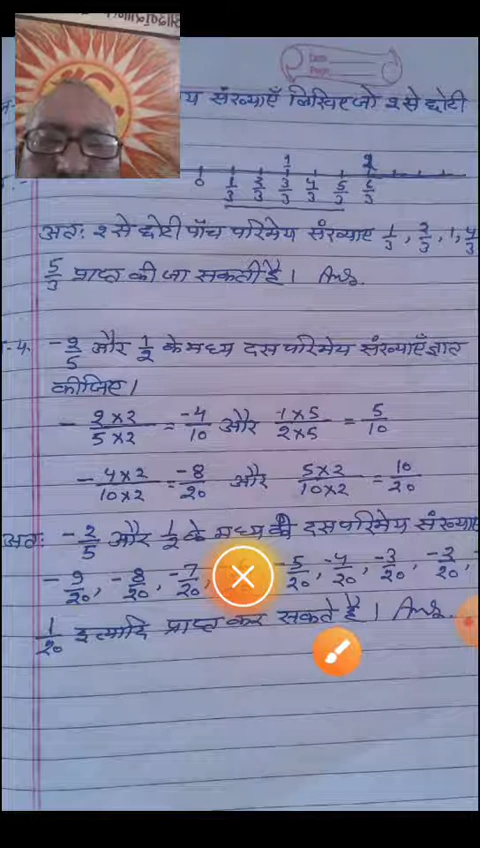 Date
Page
य संख्याएँ लिखिए जो 2 से छोटी
1 2
0 1/3 2/3 3/3 4/3 5/3 6/3
अतः 2 से छोटी पाँच परिमेय संख्याए 1/3, 2/3, 1, 4/3
5/3 प्राप्त की जा सकती है। Ans.
-4. -2/5 और 1/2 के मध्य दस परिमेय संख्याएँ ज्ञात
कीजिए।
- 2×2/5×2 = -4/10 और 1×5/2×5 = 5/10
- 4×2/10×2 = -8/20 और 5×2/10×2 = 10/20
अतः -2/5 और 1/2 के मध्य की दस परिमेय संख्याए
-9/20, -8/20, -7/20, -5/20, -4/20, -3/20, -2/20,
1/20 इत्यादि प्राप्त कर सकते है। Ans.